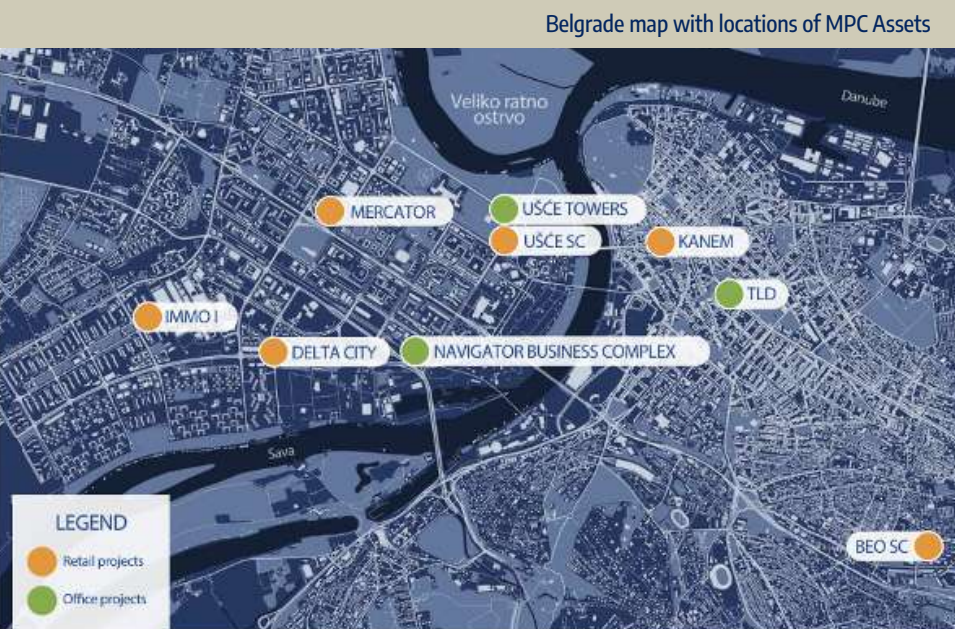 Belgrade map with locations of MPC Assets
Veliko ratno
ostrvo
Danube
MERCATOR
UŠĆE TOWERS
UŠĆE SC
KANEM
TLD
IMMO I
DELTA CITY
NAVIGATOR BUSINESS COMPLEX
Sava
LEGEND
Retail projects
Office projects
BEO SC